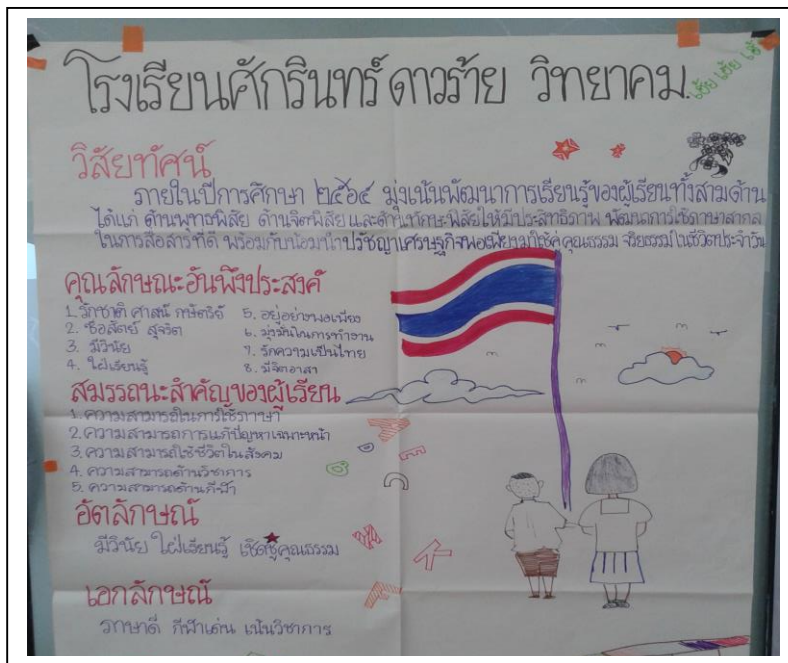 โรงเรียนศักรินทร์ ดาวร้าย วิทยาคม.
เฮ้ย เฮ้ย เฮ้
วิสัยทัศน์
ภายในปีการศึกษา ๒๕๖๔ มุ่งเน้นพัฒนาการเรียนรู้ของผู้เรียนทั้งสามด้าน
ได้แก่ ด้านพุทธพิสัย ด้านจิตพิสัย และด้านทักษะพิสัยให้มีประสิทธิภาพ พัฒนาการใช้ภาษาสากล
ในการสื่อสารที่ดี พร้อมกับน้อมนำปรัชญาเศรษฐกิจพอเพียงมาใช้คู่คุณธรรม จริยธรรมในชีวิตประจำวัน
คุณลักษณะอันพึงประสงค์
1. รักชาติ ศาสน์ กษัตริย์
2. ซื่อสัตย์ สุจริต
3. มีวินัย
4. ใฝ่เรียนรู้
5. อยู่อย่างพอเพียง
6. มุ่งมั่นในการทำงาน
7. รักความเป็นไทย
8. มีจิตอาสา
สมรรถนะสำคัญของผู้เรียน
1. ความสามารถในการใช้ภาษา
2. ความสามารถการแก้ปัญหาเฉพาะหน้า
3. ความสามารถใช้ชีวิตในสังคม
4. ความสามารถด้านวิชาการ
5. ความสามารถด้านกีฬา
อัตลักษณ์
มีวินัย ใฝ่เรียนรู้ เชิดชูคุณธรรม
เอกลักษณ์
ภาษาดี กีฬาเด่น เน้นวิชาการ